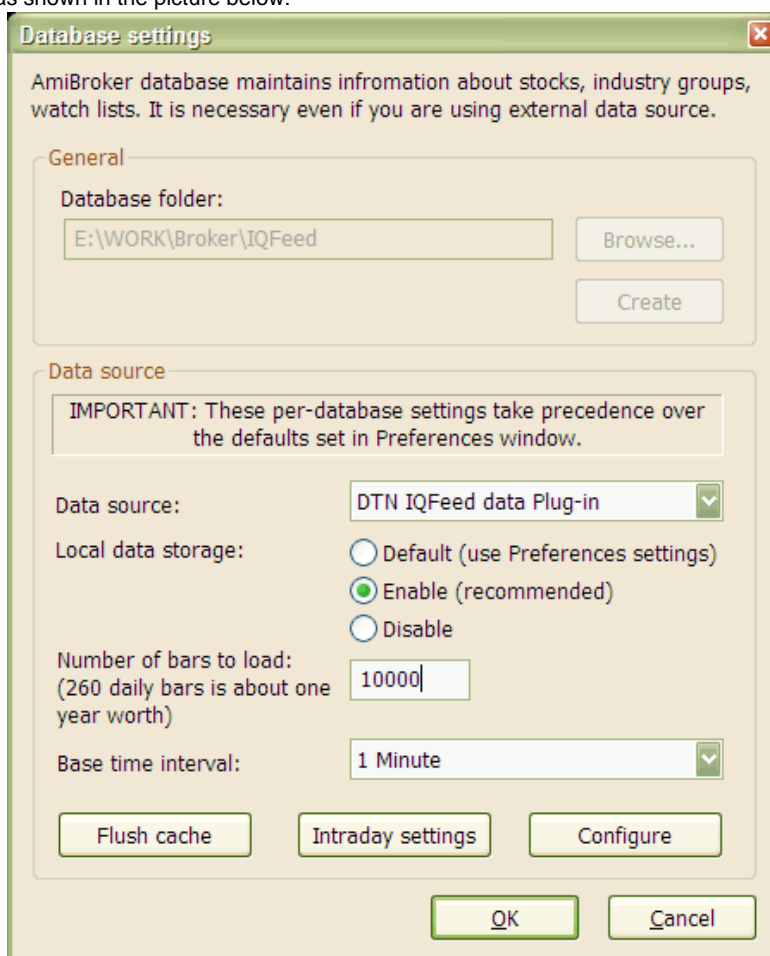 as shown in the picture below.
Database settings
AmiBroker database maintains infromation about stocks, industry groups,
watch lists. It is necessary even if you are using external data source.
General
Database folder:
E:\WORK\Broker\IQFeed
Browse...
Create
Data source
IMPORTANT: These per-database settings take precedence over
the defaults set in Preferences window.
Data source:
DTN IQFeed data Plug-in
Local data storage:
Default (use Preferences settings)
Enable (recommended)
Disable
Number of bars to load:
(260 daily bars is about one
year worth)
10000
Base time interval:
1 Minute
Flush cache
Intraday settings
Configure
OK
Cancel